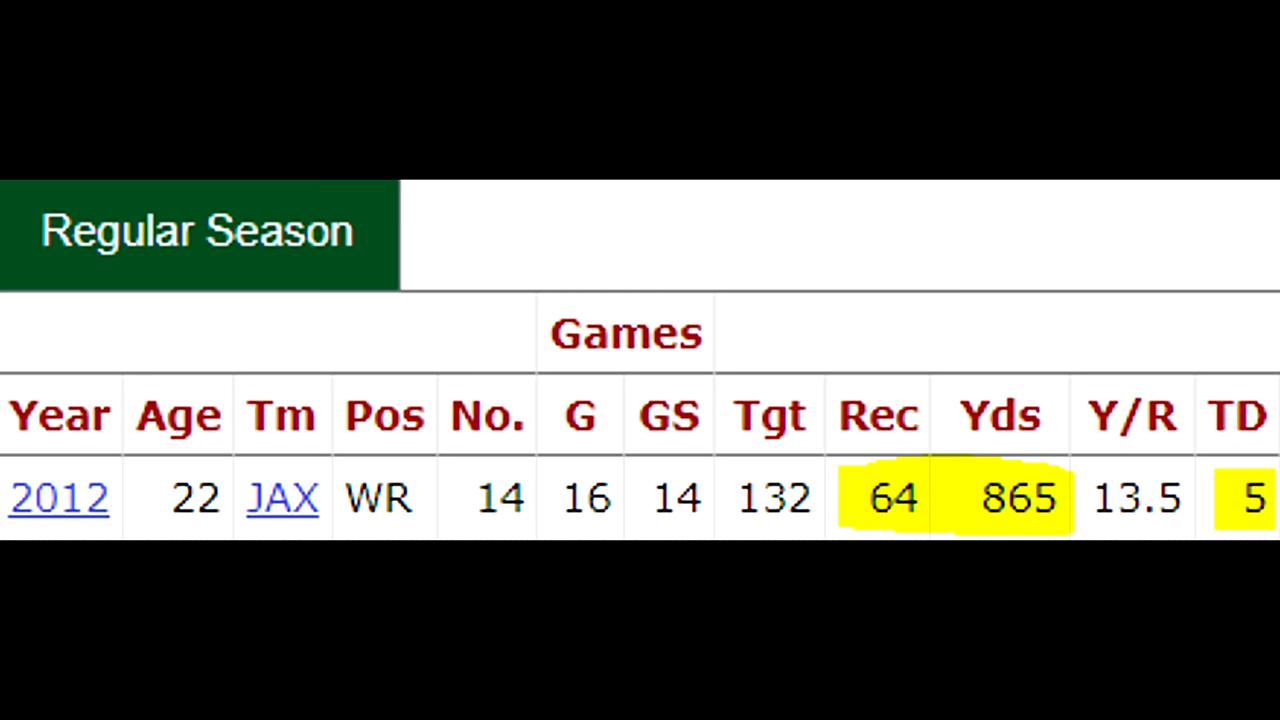 Regular Season
Games
Year Age Tm Pos No. G GS Tgt Rec Yds Y/R TD
2012 22 JAX WR 14 16 14 132 64 865 13.5 5